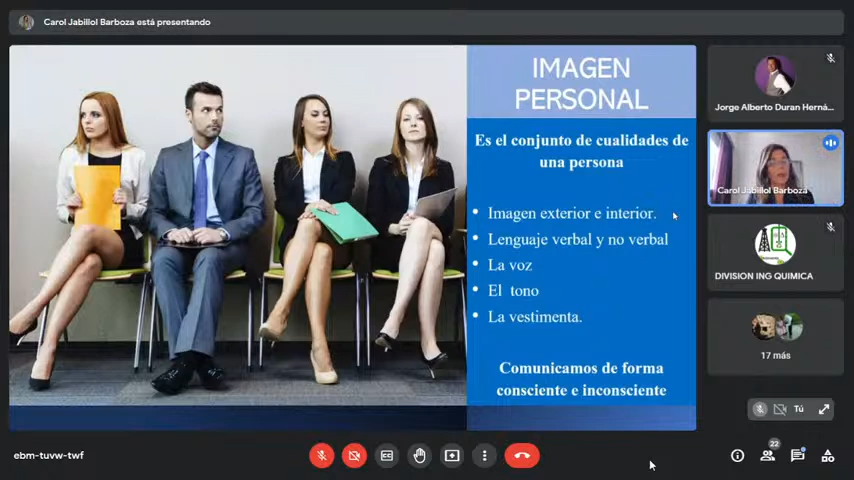 Carol Jabillol Barboza está presentando
IMAGEN
PERSONAL
Es el conjunto de cualidades de
una persona
• Imagen exterior e interior.
• Lenguaje verbal y no verbal
• La voz
• El tono
• La vestimenta.
Comunicamos de forma
consciente e inconsciente
Jorge Alberto Duran Herná...
Carol Jabillol Barboza
DIVISION ING QUIMICA
17 más
Tú
ebm-tuvw-twf
22